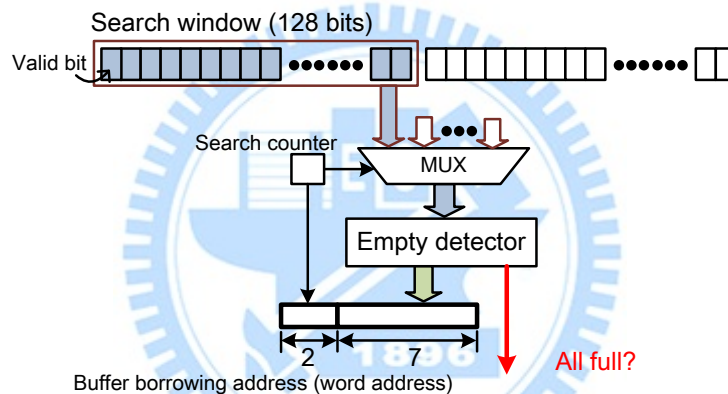 Search window (128 bits)
Valid bit
Search counter
MUX
Empty detector
2
7
1896
All full?
Buffer borrowing address (word address)